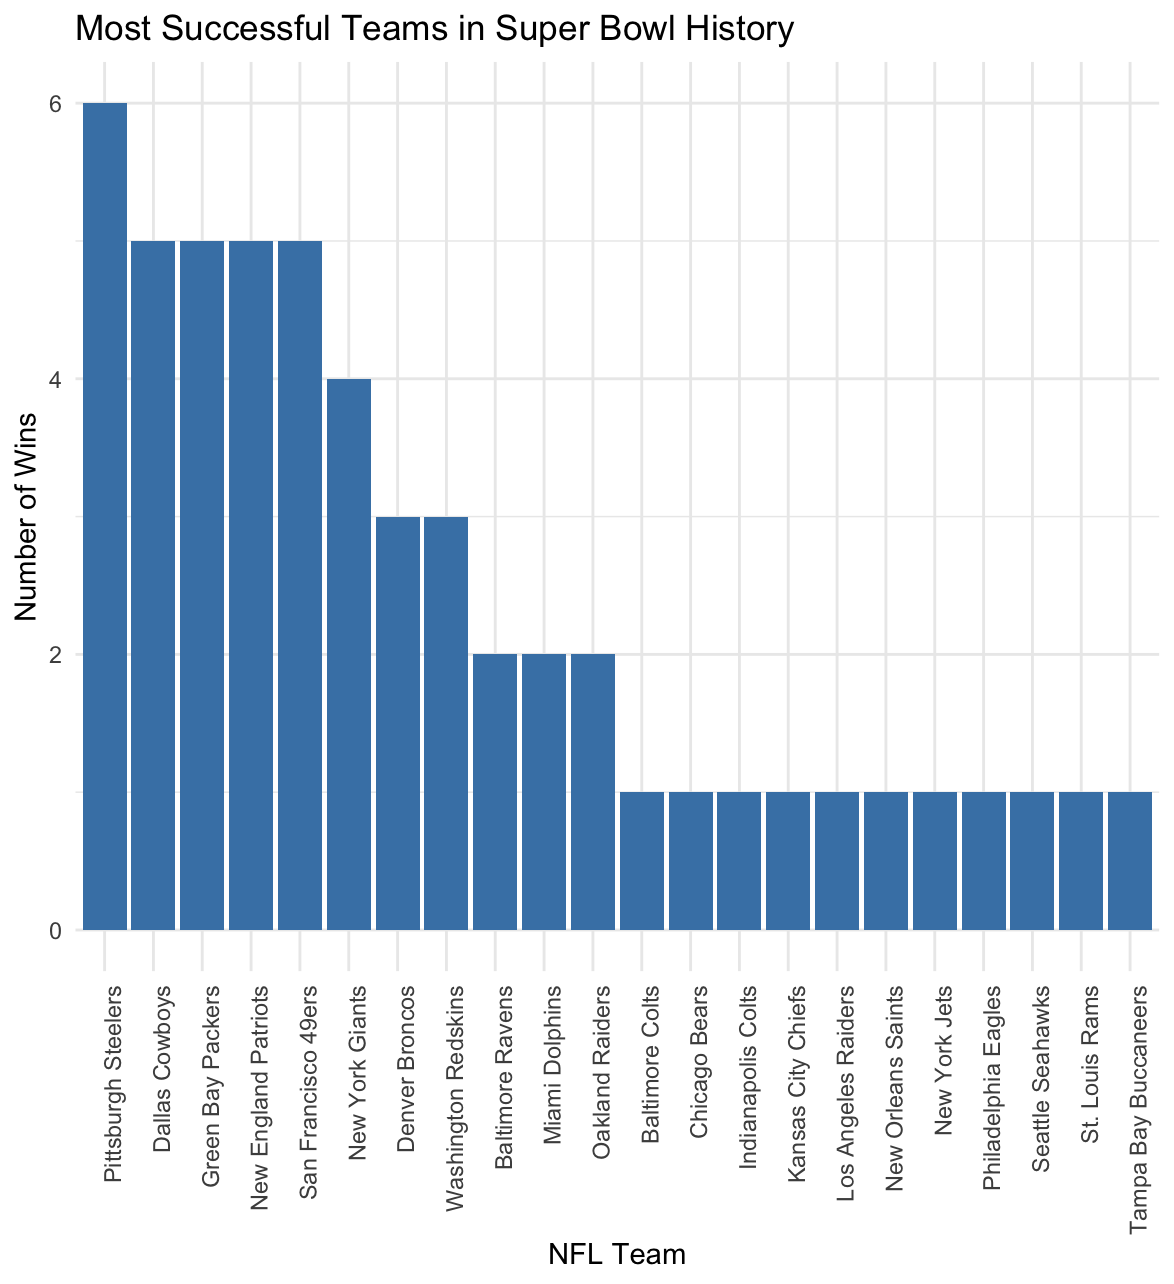 Most Successful Teams in Super Bowl History
Number of Wins
6
4
2
0
Pittsburgh Steelers
Dallas Cowboys
Green Bay Packers
New England Patriots
San Francisco 49ers
New York Giants
Denver Broncos
Washington Redskins
Baltimore Ravens
Miami Dolphins
Oakland Raiders
Baltimore Colts
Chicago Bears
Indianapolis Colts
Kansas City Chiefs
Los Angeles Raiders
New Orleans Saints
New York Jets
Philadelphia Eagles
Seattle Seahawks
St. Louis Rams
Tampa Bay Buccaneers
NFL Team